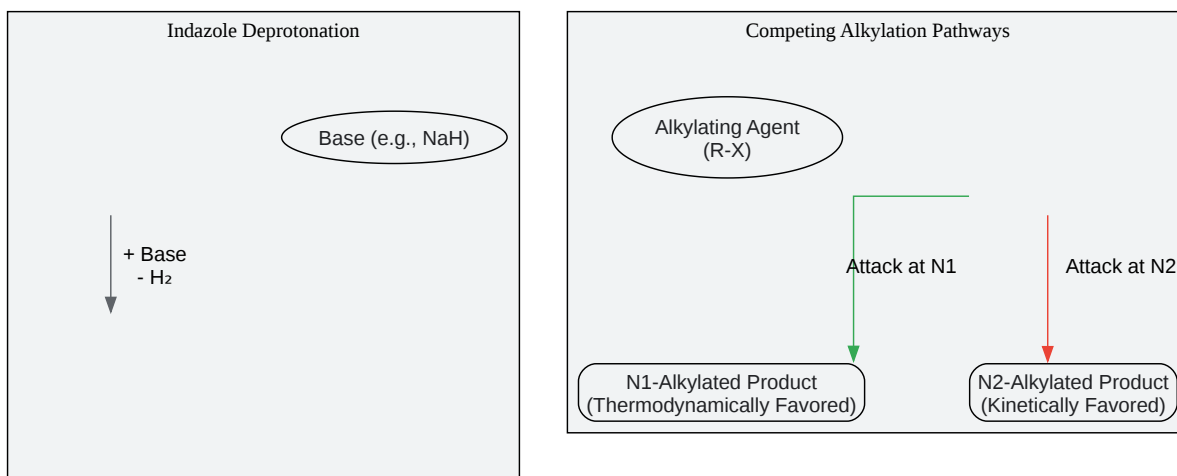 Indazole Deprotonation
Base (e.g., NaH)
+ Base
- H₂
Competing Alkylation Pathways
Alkylating Agent
(R-X)
Attack at N1
Attack at N2
N1-Alkylated Product
(Thermodynamically Favored)
N2-Alkylated Product
(Kinetically Favored)